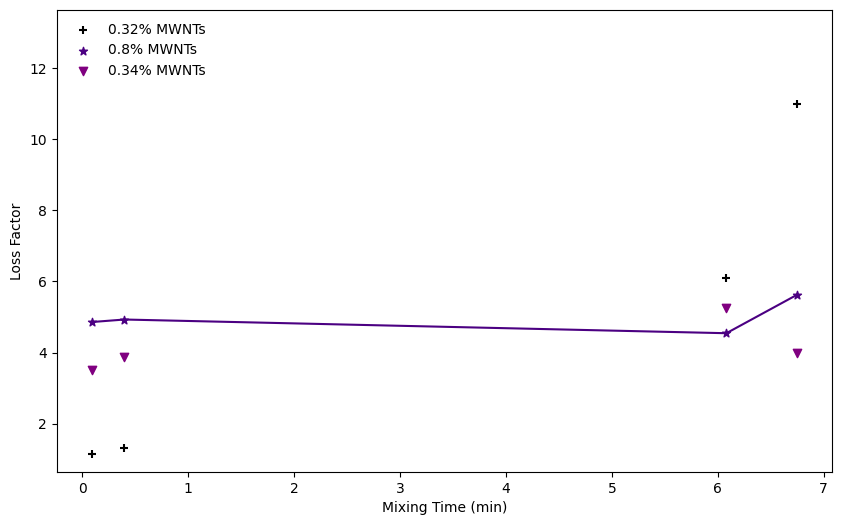 0.32% MWNTs
0.8% MWNTs
0.34% MWNTs
12
10
8
6
4
2
Loss Factor
0 1 2 3 4 5 6 7
Mixing Time (min)